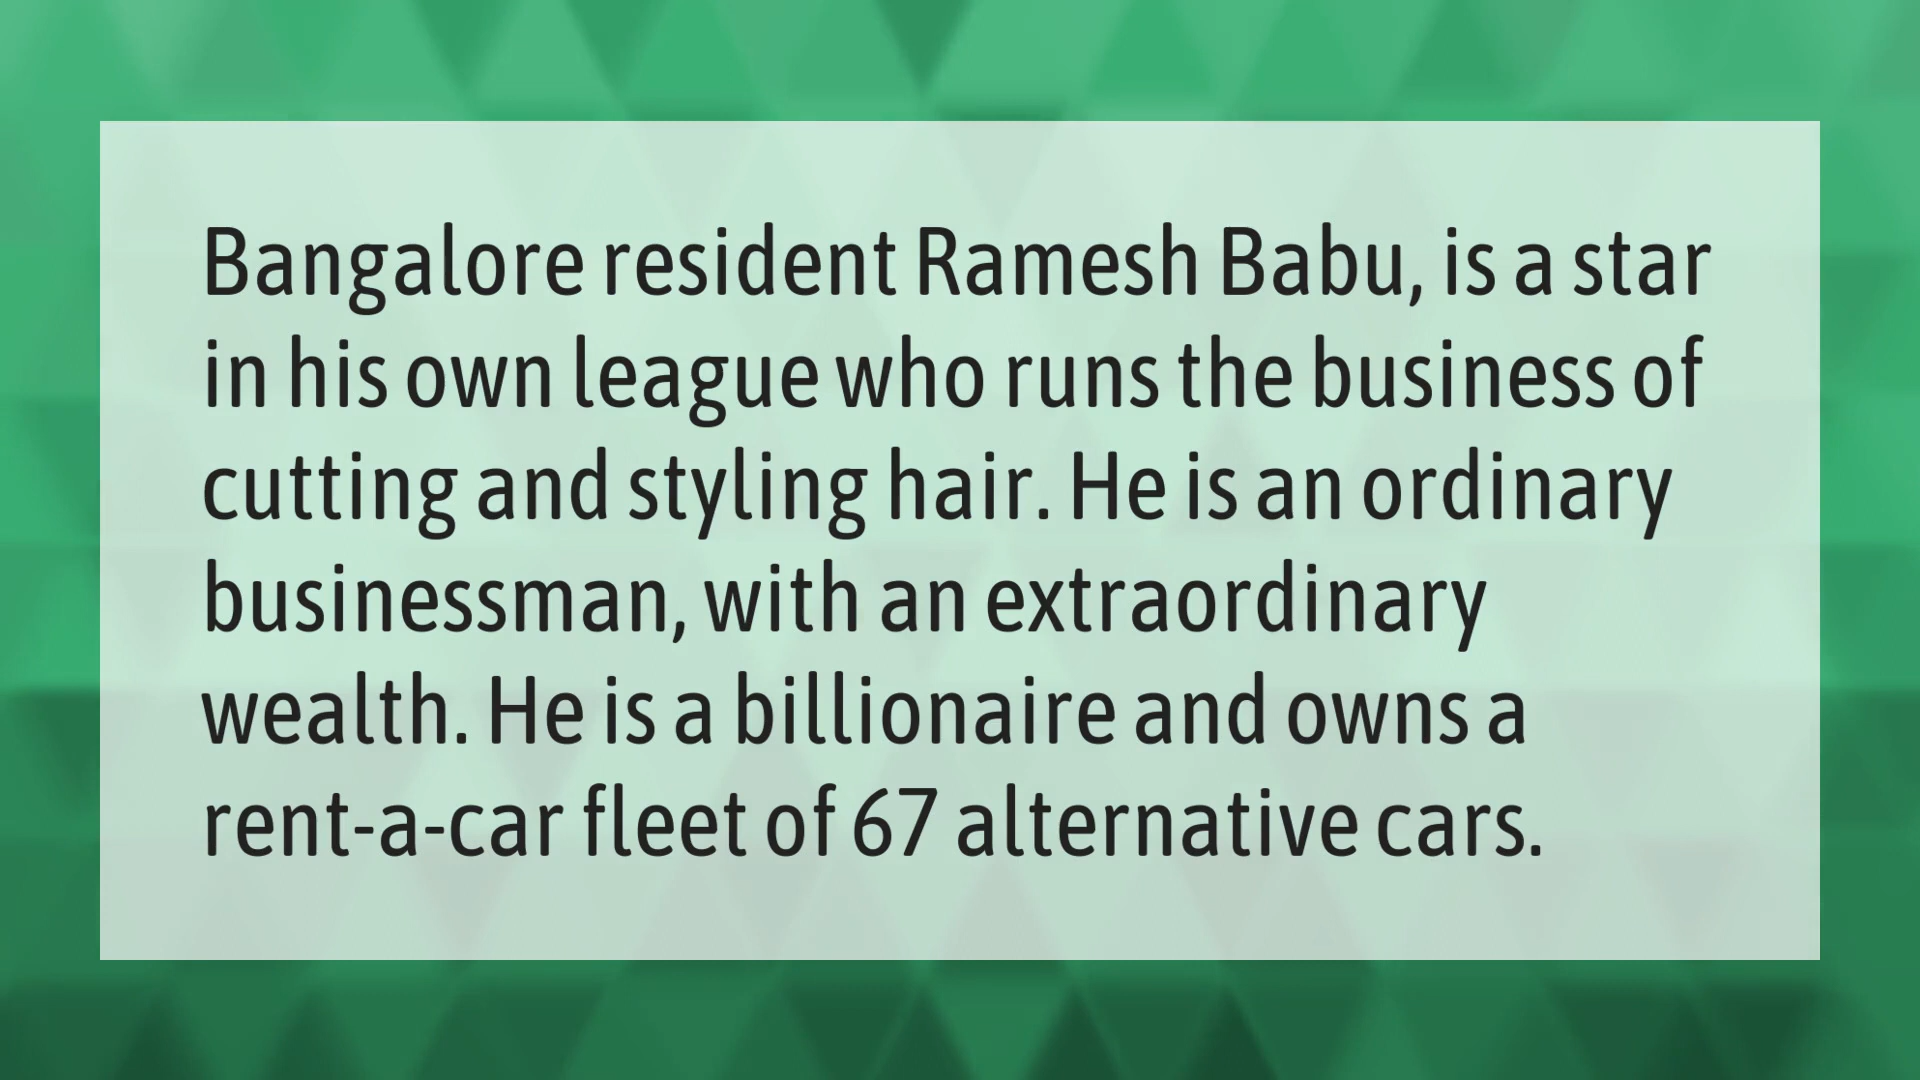 Bangalore resident Ramesh Babu, is a star
in his own league who runs the business of
cutting and styling hair. He is an ordinary
businessman, with an extraordinary
wealth. He is a billionaire and owns a
rent-a-car fleet of 67 alternative cars.